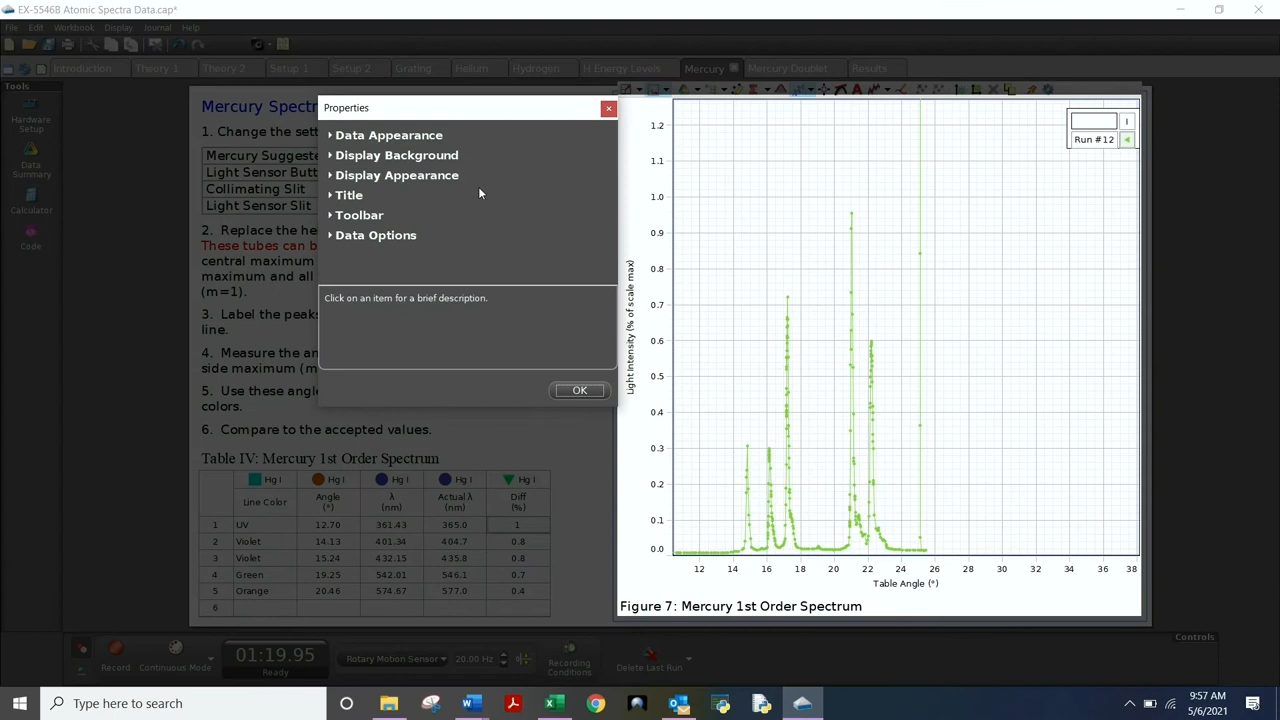 EX-5546B Atomic Spectra Data.cap*
File Edit Workbook Display Journal Help
Introduction Theory 1 Theory 2 Setup 1 Setup 2 Grating Helium Hydrogen H Energy Levels Mercury Mercury Doublet Results
Tools
Hardware
Setup
Data
Summary
Calculator
Code
Mercury Spectr
1. Change the sett
Mercury Suggeste
Light Sensor Butt
Collimating Slit
Light Sensor Slit
2. Replace the he
These tubes can b
central maximum
maximum and all
(m=1).
3. Label the peaks
line.
4. Measure the an
side maximum (m
5. Use these angl
colors.
6. Compare to the accepted values.
Table IV: Mercury 1st Order Spectrum
Hg I Hg I Hg I Hg I Hg I
Line Color Angle (°) λ (nm) Actual λ (nm) Diff (%)
1 UV 12.70 361.43 365.0 1
2 Violet 14.13 401.34 404.7 0.8
3 Violet 15.24 432.15 435.8 0.8
4 Green 19.25 542.01 546.1 0.7
5 Orange 20.46 574.67 577.0 0.4
6
Properties
Data Appearance
Display Background
Display Appearance
Title
Toolbar
Data Options
Click on an item for a brief description.
OK
I
Run #12
Light Intensity (% of scale max)
1.2
1.1
1.0
0.9
0.8
0.7
0.6
0.5
0.4
0.3
0.2
0.1
0.0
12 14 16 18 20 22 24 26 28 30 32 34 36 38
Table Angle (°)
Figure 7: Mercury 1st Order Spectrum
Controls
Record
Continuous Mode
01:19.95
Ready
Rotary Motion Sensor
20.00 Hz
Recording
Conditions
Delete Last Run
Type here to search
9:57 AM
5/6/2021